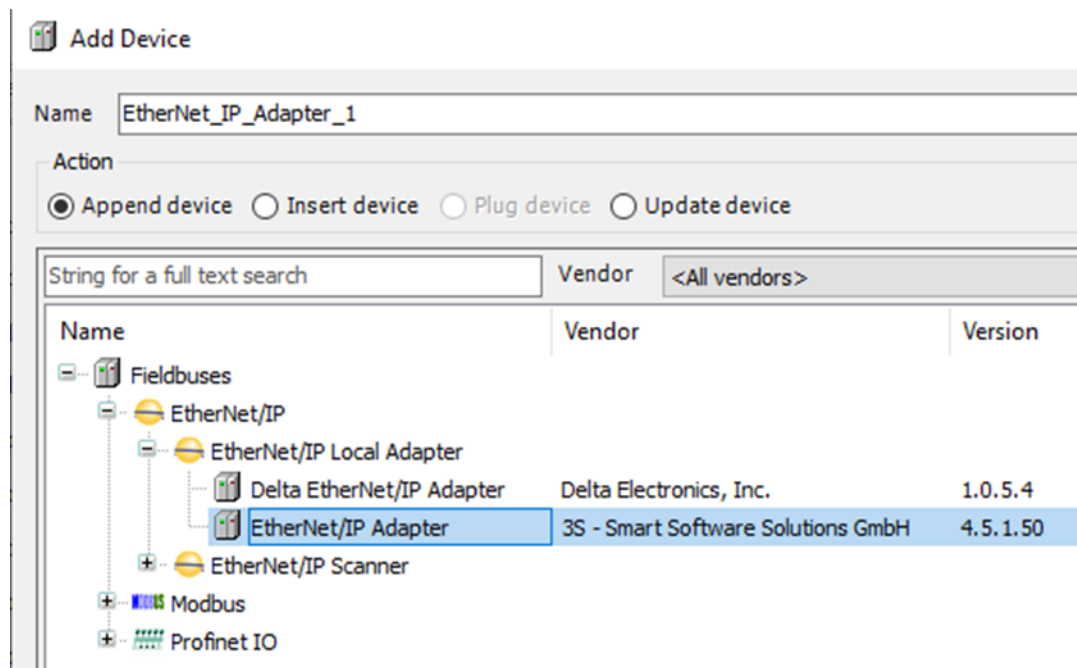 Add Device
Name EtherNet_IP_Adapter_1
Action
Append device Insert device Plug device Update device
String for a full text search Vendor <All vendors>
Name Vendor Version
Fieldbuses
EtherNet/IP
EtherNet/IP Local Adapter
Delta EtherNet/IP Adapter Delta Electronics, Inc. 1.0.5.4
EtherNet/IP Adapter 3S - Smart Software Solutions GmbH 4.5.1.50
EtherNet/IP Scanner
MODBUS Modbus
Profinet IO